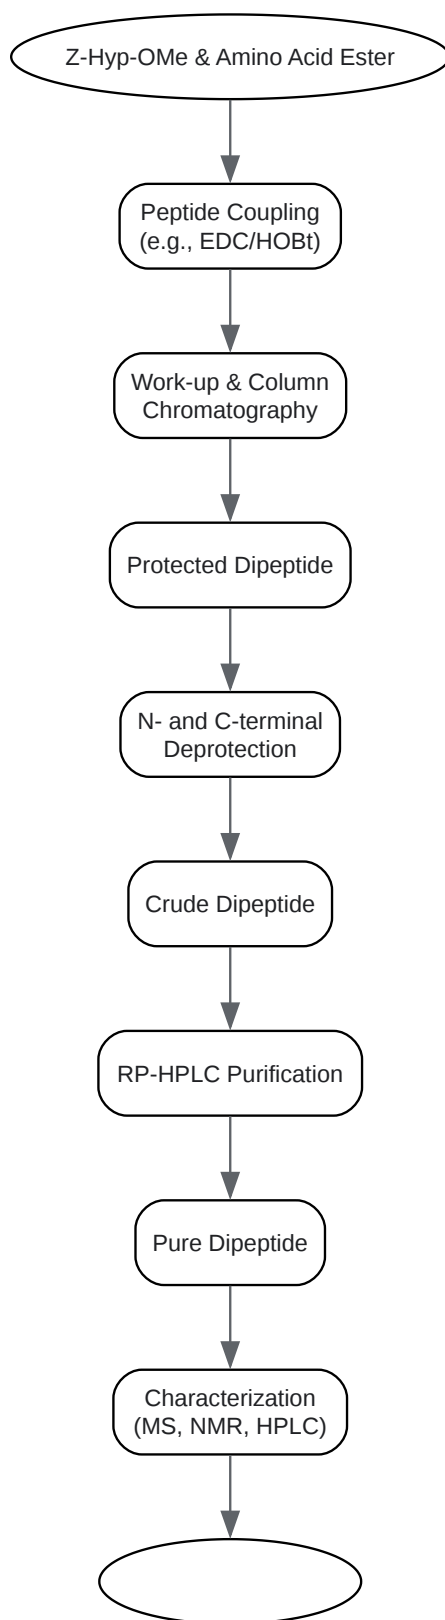 Z-Hyp-OMe & Amino Acid Ester
Peptide Coupling
(e.g., EDC/HOBt)
Work-up & Column
Chromatography
Protected Dipeptide
N- and C-terminal
Deprotection
Crude Dipeptide
RP-HPLC Purification
Pure Dipeptide
Characterization
(MS, NMR, HPLC)